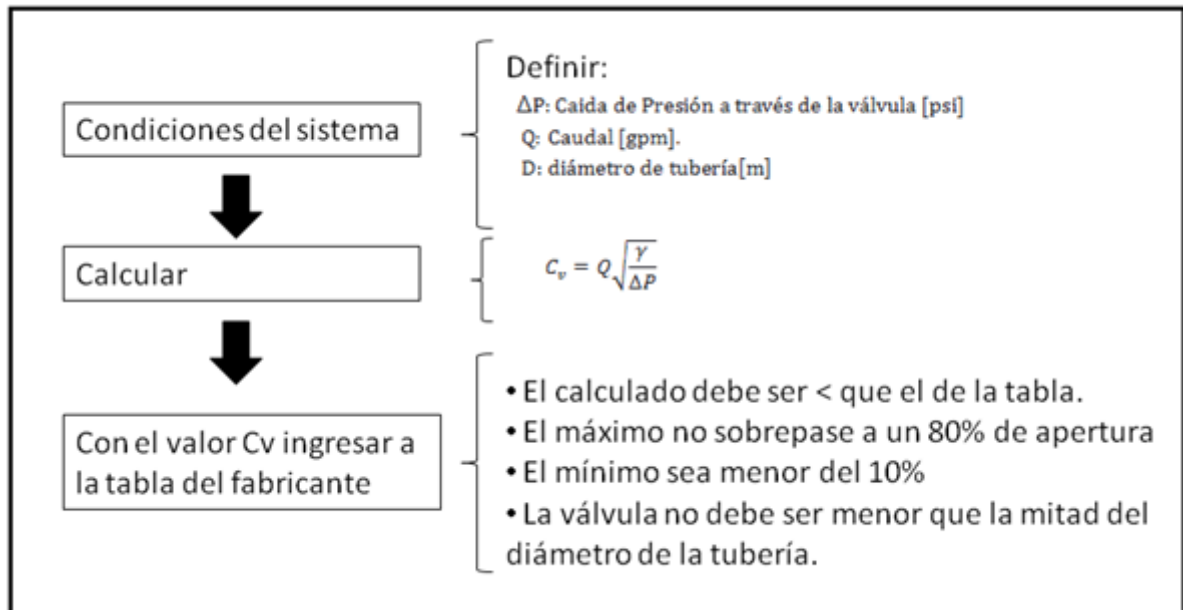 Condiciones del sistema
Definir:
ΔP: Caida de Presión a través de la válvula [psi]
Q: Caudal [gpm].
D: diámetro de tubería[m]
Calcular
C_v = Q√(γ/ΔP)
Con el valor Cv ingresar a
la tabla del fabricante
• El calculado debe ser < que el de la tabla.
• El máximo no sobrepase a un 80% de apertura
• El mínimo sea menor del 10%
• La válvula no debe ser menor que la mitad del
diámetro de la tubería.